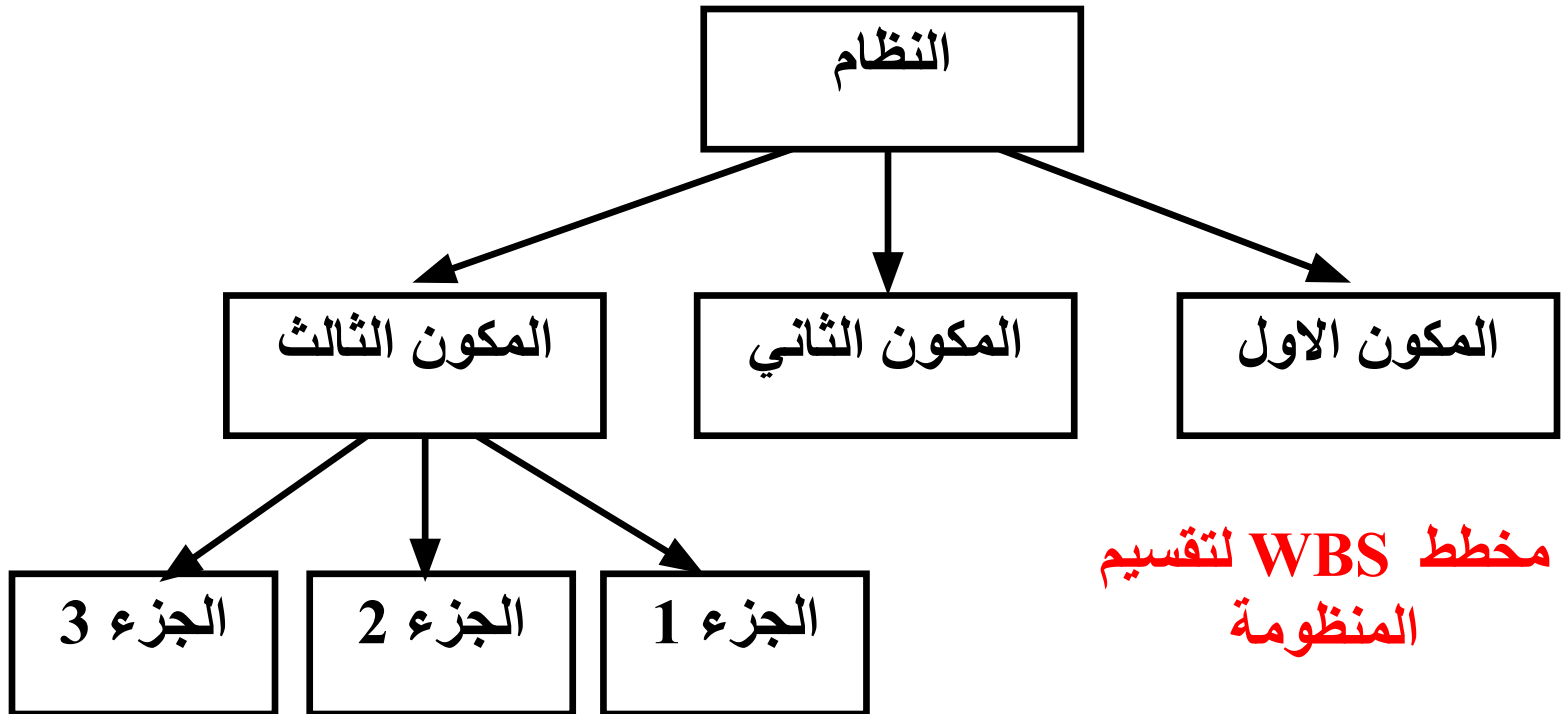 النظام
المكون الاول
المكون الثاني
المكون الثالث
الجزء 1
الجزء 2
الجزء 3
مخطط WBS لتقسيم
المنظومة